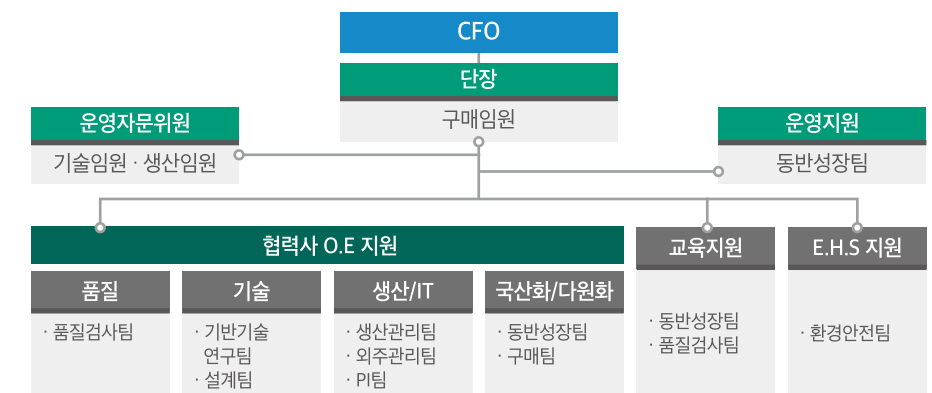 CFO
단장
구매임원
운영자문위원
기술임원 · 생산임원
운영지원
동반성장팀
협력사 O.E 지원
교육지원
E.H.S 지원
품질
기술
생산/IT
국산화/다원화
· 품질검사팀
· 기반기술
연구팀
· 설계팀
· 생산관리팀
· 외주관리팀
· PI팀
· 동반성장팀
· 구매팀
· 동반성장팀
· 품질검사팀
· 환경안전팀